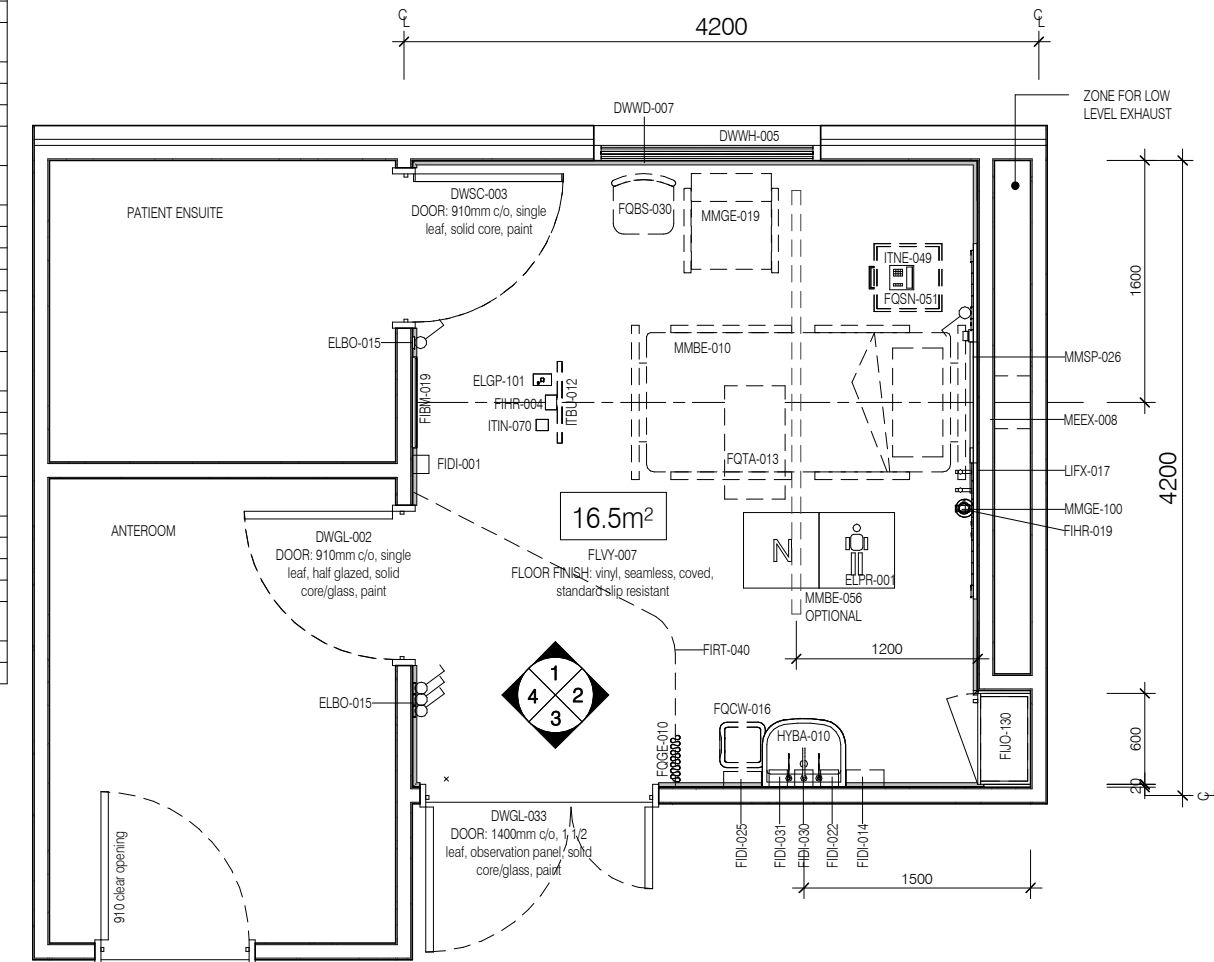 C
L
4200
C
L
ZONE FOR LOW
LEVEL EXHAUST
DWWD-007
DWWH-005
PATIENT ENSUITE
DWSC-003
DOOR: 910mm c/o, single
leaf, solid core, paint
FQBS-030
MMGE-019
ITNE-049
FQSN-051
1600
ELBO-015
MMBE-010
MMSP-026
FIBM-019
ELGP-101
FIHR-004
ITIN-070
ITBU-012
MEEX-008
FIDI-001
FQTA-013
LIFX-017
4200
MMGE-100
FIHR-019
16.5m²
ANTEROOM
DWGL-002
DOOR: 910mm c/o, single
leaf, half glazed, solid
core/glass, paint
FLVY-007
FLOOR FINISH: vinyl, seamless, coved,
standard slip resistant
N
ELPR-001
MMBE-056
OPTIONAL
FIRT-040
1200
1
4 2
3
ELBO-015
FQCW-016
HYBA-010
FQGE-010
FIJO-130
600
20
C
DWGL-033
DOOR: 1400mm c/o, 1 1/2
leaf, observation panel, solid
core/glass, paint
FIDI-025
FIDI-031
FIDI-030
FIDI-022
FIDI-014
910 clear opening
1500